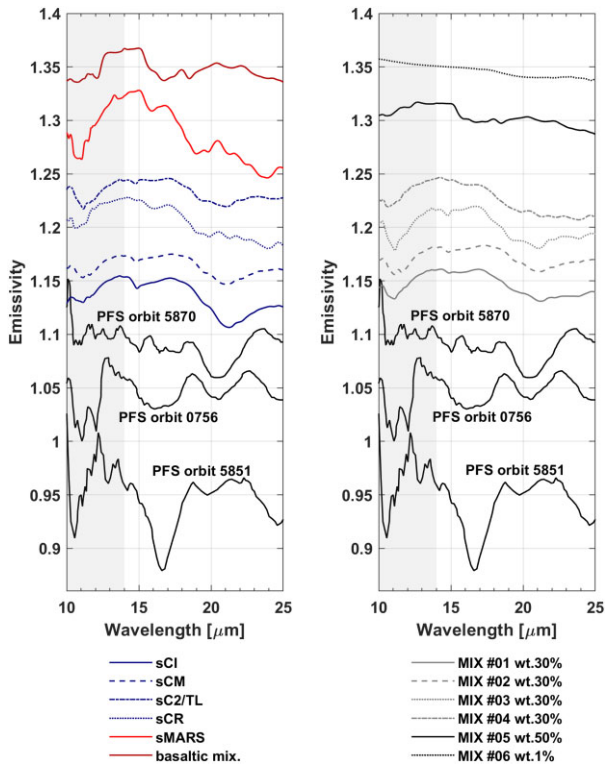 1.4
1.35
1.3
1.25
1.2
1.15
1.1
1.05
1
0.95
0.9
Emissivity
PFS orbit 5870
PFS orbit 0756
PFS orbit 5851
10 15 20 25
Wavelength [μm]
sCI
sCM
sC2/TL
sCR
sMARS
basaltic mix.
1.4
1.35
1.3
1.25
1.2
1.15
1.1
1.05
1
0.95
0.9
Emissivity
PFS orbit 5870
PFS orbit 0756
PFS orbit 5851
10 15 20 25
Wavelength [μm]
MIX #01 wt.30%
MIX #02 wt.30%
MIX #03 wt.30%
MIX #04 wt.30%
MIX #05 wt.50%
MIX #06 wt.1%